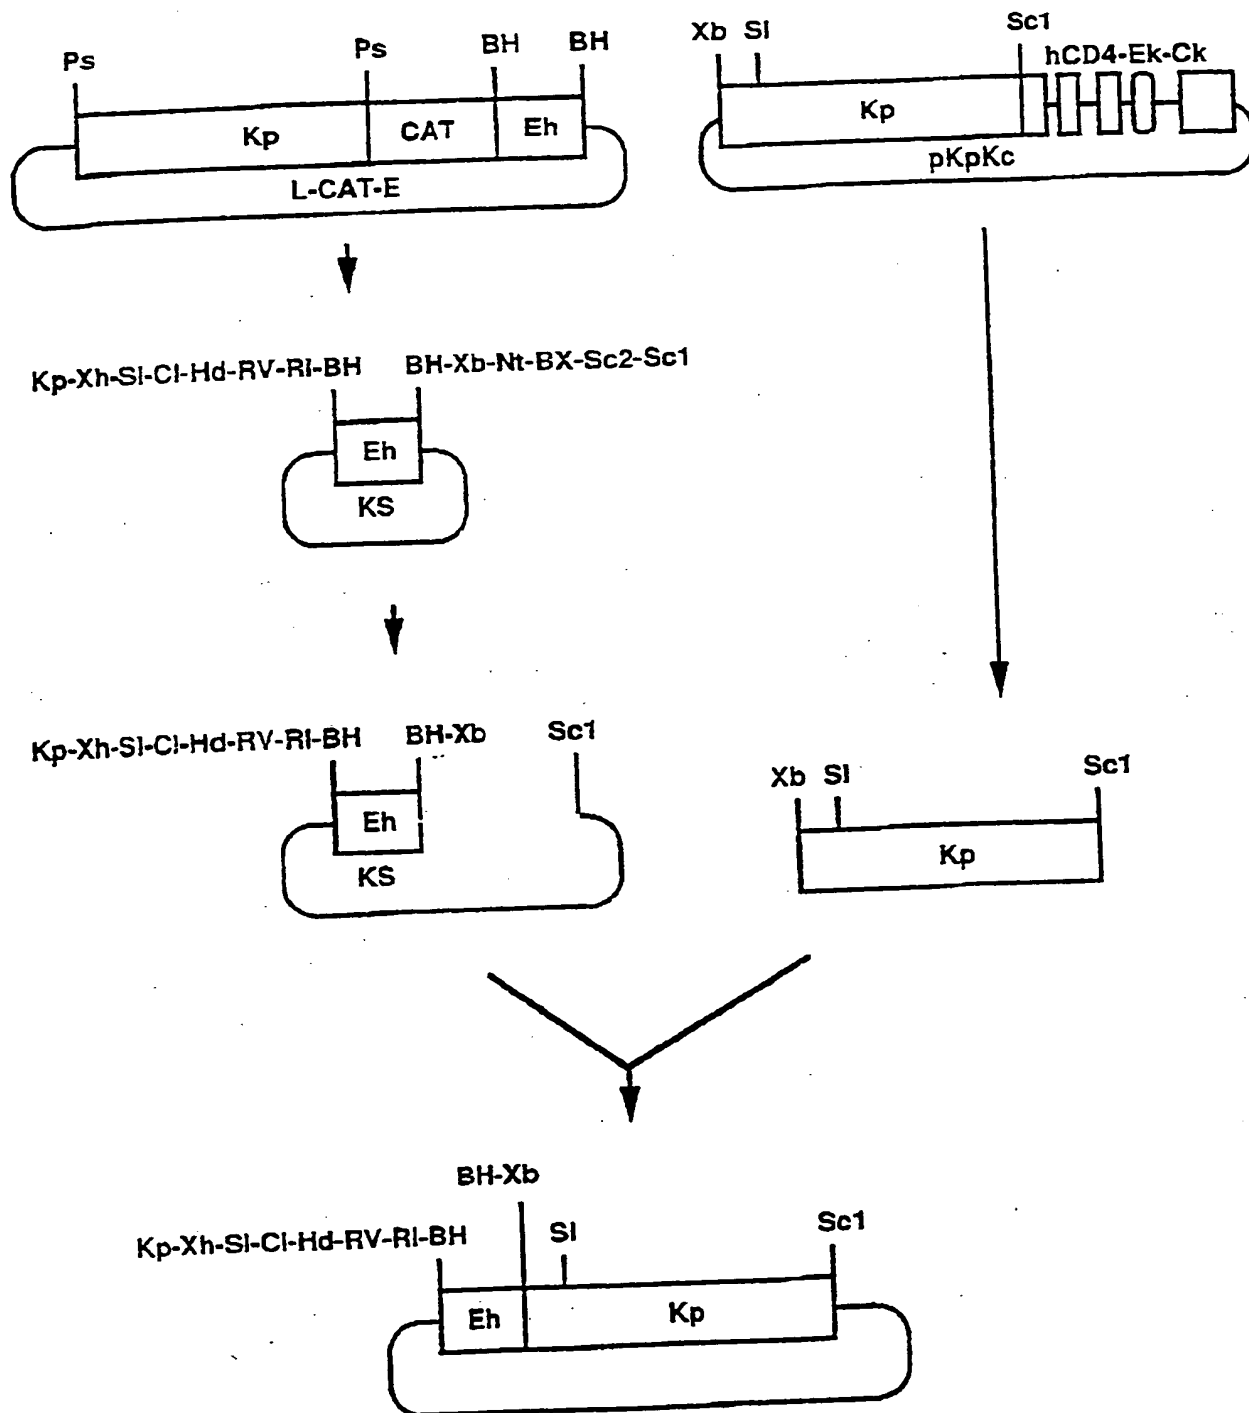 Ps
Ps
BH
BH
Kp
CAT
Eh
L-CAT-E
Xb
Sl
Sc1
hCD4-Ek-Ck
Kp
pKpKc
Kp-Xh-Sl-Cl-Hd-RV-RI-BH
BH-Xb-Nt-BX-Sc2-Sc1
Eh
KS
Kp-Xh-Sl-Cl-Hd-RV-RI-BH
BH-Xb
Sc1
Eh
KS
Xb
Sl
Sc1
Kp
BH-Xb
Kp-Xh-Sl-Cl-Hd-RV-RI-BH
Sl
Sc1
Eh
Kp